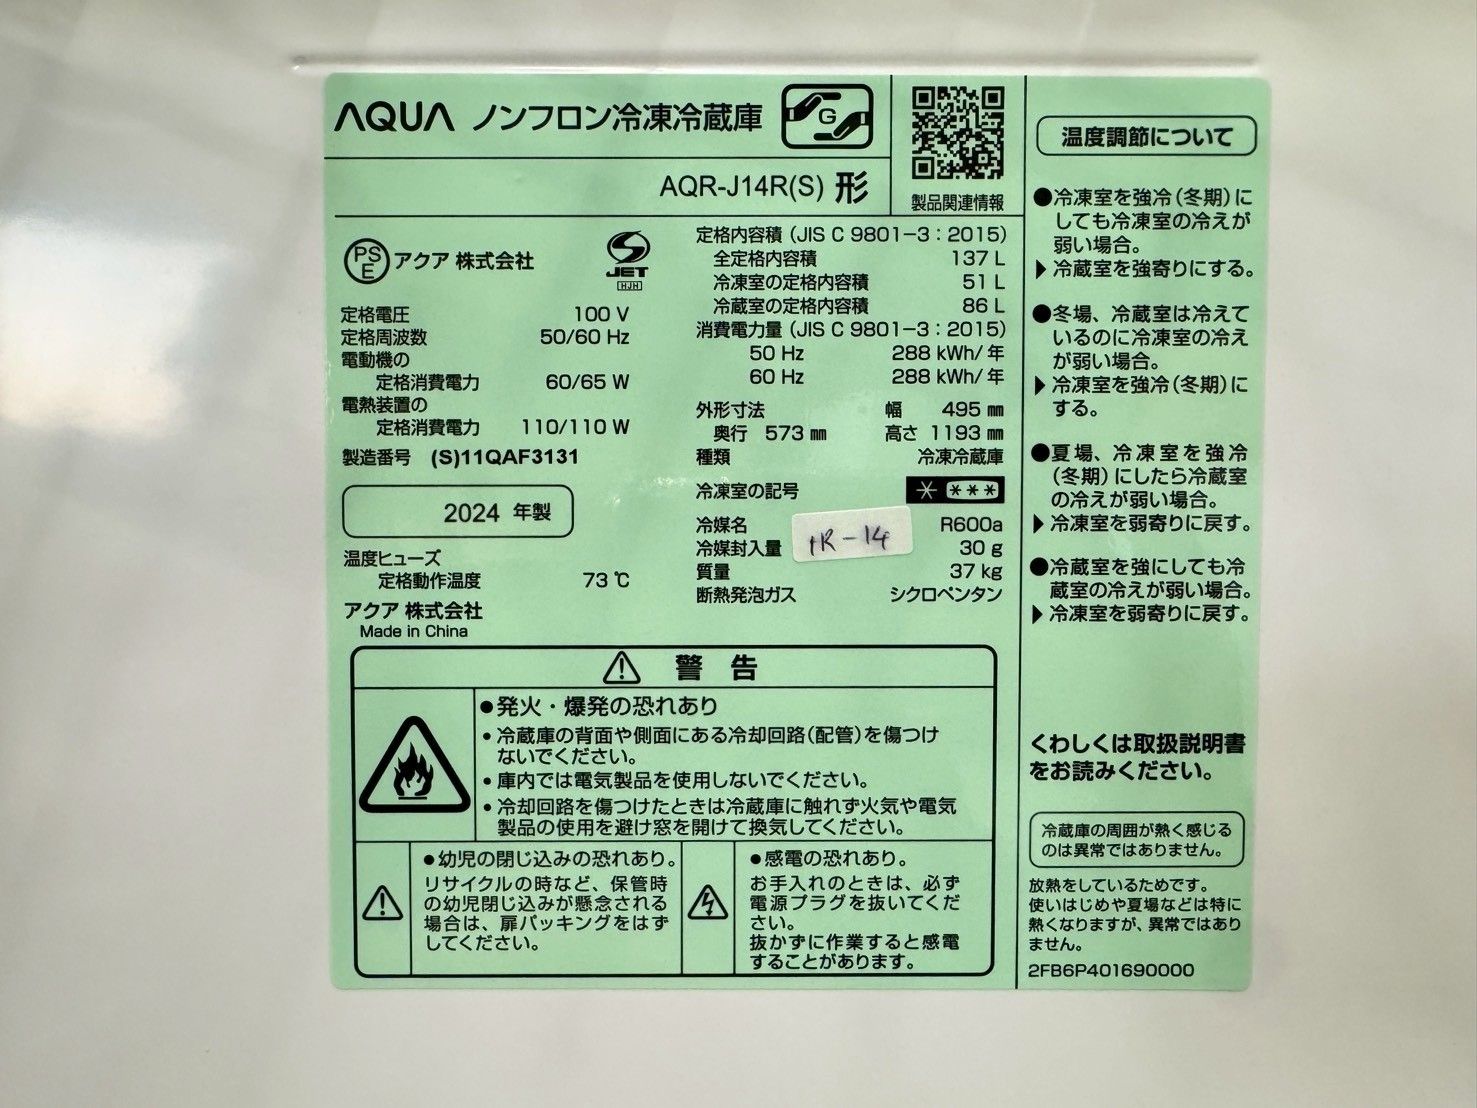 AQUA ノンフロン冷凍冷蔵庫
G
AQR-J14R(S) 形
製品関連情報
PSE アクア 株式会社
JET
HJH
定格電圧 100 V
定格周波数 50/60 Hz
電動機の
定格消費電力 60/65 W
電熱装置の
定格消費電力 110/110 W
製造番号 (S)11QAF3131
2024 年製
温度ヒューズ
定格動作温度 73℃
アクア 株式会社
Made in China
定格内容積 (JIS C 9801-3:2015)
全定格内容積 137 L
冷凍室の定格内容積 51 L
冷蔵室の定格内容積 86 L
消費電力量 (JIS C 9801-3:2015)
50 Hz 288 kWh/年
60 Hz 288 kWh/年
外形寸法 幅 495 ㎜
奥行 573 ㎜ 高さ 1193 ㎜
種類 冷凍冷蔵庫
冷凍室の記号 * ***
冷媒名 R600a
1R-14
冷媒封入量 30 g
質量 37 kg
断熱発泡ガス シクロペンタン
警告
●発火・爆発の恐れあり
・冷蔵庫の背面や側面にある冷却回路(配管)を傷つけ
ないでください。
・庫内では電気製品を使用しないでください。
・冷却回路を傷つけたときは冷蔵庫に触れず火気や電気
製品の使用を避け窓を開けて換気してください。
●幼児の閉じ込みの恐れあり。
リサイクルの時など、保管時
の幼児閉じ込みが懸念される
場合は、扉パッキングをはず
してください。
●感電の恐れあり。
お手入れのときは、必ず
電源プラグを抜いてくだ
さい。
抜かずに作業すると感電
することがあります。
温度調節について
●冷凍室を強冷(冬期)に
しても冷凍室の冷えが
弱い場合。
▶冷蔵室を強寄りにする。
●冬場、冷蔵室は冷えて
いるのに冷凍室の冷え
が弱い場合。
▶冷凍室を強冷(冬期)に
する。
●夏場、冷凍室を強冷
(冬期)にしたら冷蔵室
の冷えが弱い場合。
▶冷凍室を弱寄りに戻す。
●冷蔵室を強にしても冷
蔵室の冷えが弱い場合。
▶冷凍室を弱寄りに戻す。
くわしくは取扱説明書
をお読みください。
冷蔵庫の周囲が熱く感じる
のは異常ではありません。
放熱をしているためです。
使いはじめや夏場などは特に
熱くなりますが、異常ではあり
ません。
2FB6P401690000